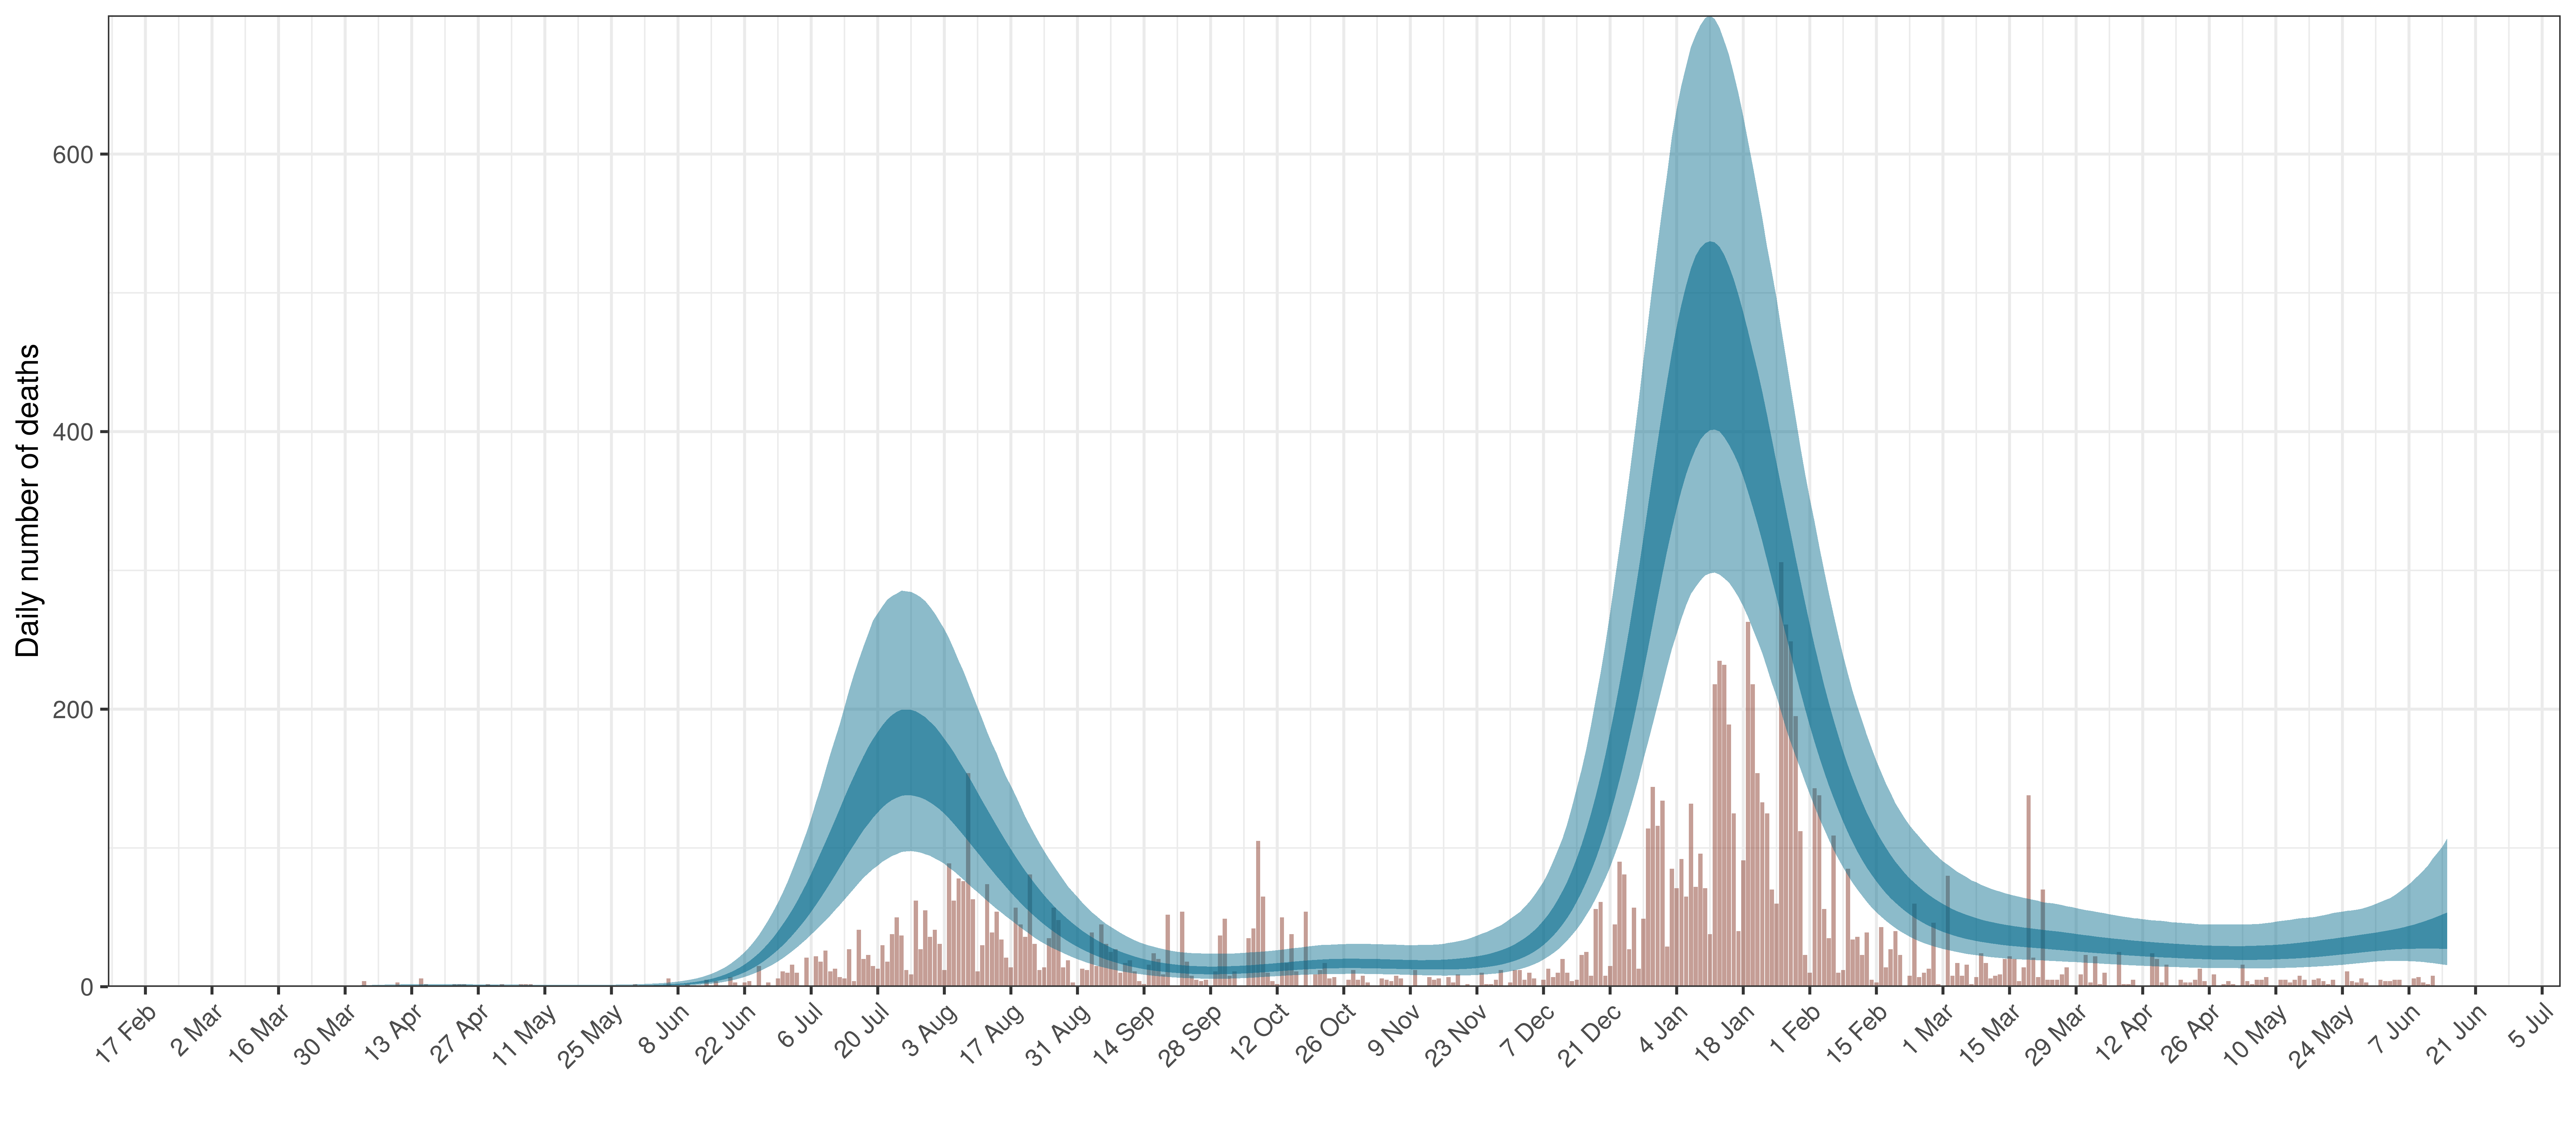 Daily number of deaths
600
400
200
0
17 Feb
2 Mar
16 Mar
30 Mar
13 Apr
27 Apr
11 May
25 May
8 Jun
22 Jun
6 Jul
20 Jul
3 Aug
17 Aug
31 Aug
14 Sep
28 Sep
12 Oct
26 Oct
9 Nov
23 Nov
7 Dec
21 Dec
4 Jan
18 Jan
1 Feb
15 Feb
1 Mar
15 Mar
29 Mar
12 Apr
26 Apr
10 May
24 May
7 Jun
21 Jun
5 Jul